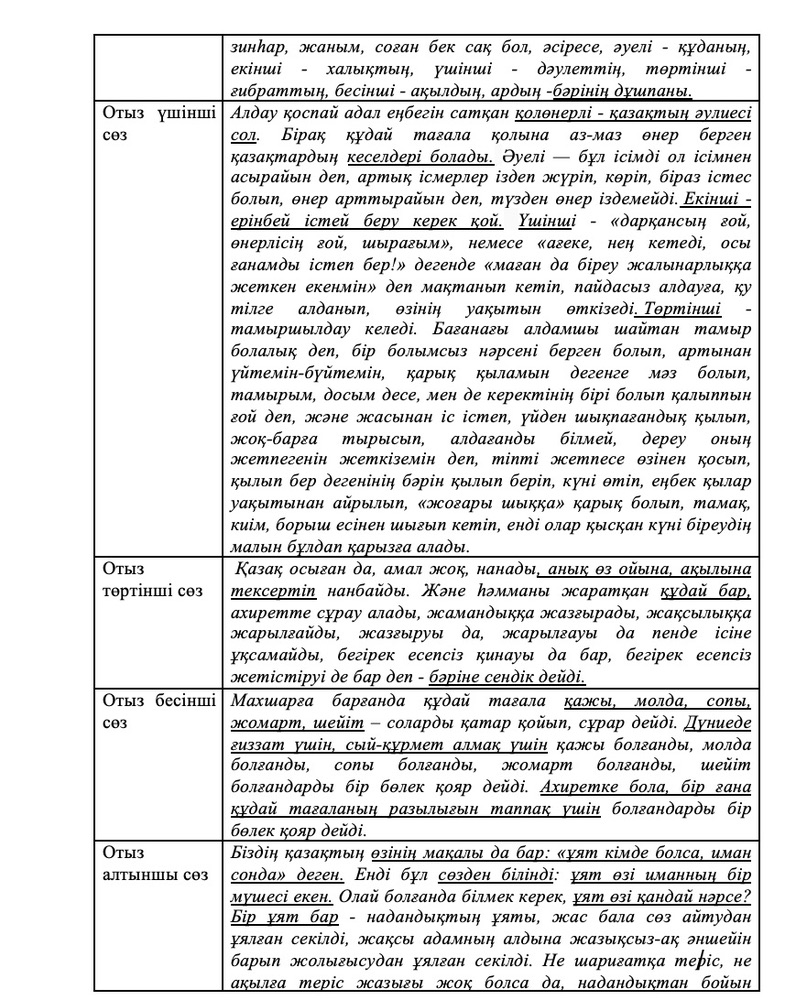 зинһар, жаным, соған бек сақ бол, әсіресе, әуелі - құданың,
екінші - халықтың, үшінші - дәулеттің, төртінші -
ғибраттың, бесінші - ақылдың, ардың -бәрінің дұшпаны.
Отыз үшінші
сөз
Алдау қоспай адал еңбегін сатқан қолөнерлі - қазақтың әулиесі
сол. Бірақ құдай тағала қолына аз-маз өнер берген
қазақтардың кеселдері болады. Әуелі — бұл ісімді ол ісімнен
асырайын деп, артық ісмерлер іздеп жүріп, көріп, біраз істес
болып, өнер арттырайын деп, түзден өнер іздемейді. Екінші -
ерінбей істей беру керек қой. Үшінші - «дарқансың ғой,
өнерлісің ғой, шырағым», немесе «ағеке, нең кетеді, осы
ғанамды істеп бер!» дегенде «маған да біреу жалынарлыққа
жеткен екенмін» деп мақтанып кетіп, пайдасыз алдауға, қу
тілге алданып, өзінің уақытын өткізеді. Төртінші -
тамыршылдау келеді. Бағанағы алдамшы шайтан тамыр
болалық деп, бір болымсыз нәрсені берген болып, артынан
үйтемін-бүйтемін, қарық қыламын дегенге мәз болып,
тамырым, досым десе, мен де керектінің бірі болып қалыппын
ғой деп, және жасынан іс істеп, үйден шықпағандық қылып,
жоқ-барға тырысып, алдағанды білмей, дереу оның
жетпегенін жеткіземін деп, тіпті жетпесе өзінен қосып,
қылып бер дегенінің бәрін қылып беріп, күні өтіп, еңбек қылар
уақытынан айрылып, «жоғары шыққа» қарық болып, тамақ,
киім, борыш есінен шығып кетіп, енді олар қысқан күні біреудің
малын бұлдап қарызға алады.
Отыз
төртінші сөз
Қазақ осыған да, амал жоқ, нанады, анық өз ойына, ақылына
тексертіп нанбайды. Және һәмманы жаратқан құдай бар,
ахиретте сұрау алады, жамандыққа жазғырады, жақсылыққа
жарылғайды, жазғыруы да, жарылғауы да пенде ісіне
ұқсамайды, бегірек есепсіз қинауы да бар, бегірек есепсіз
жетістіруі де бар деп - бәріне сендік дейді.
Отыз бесінші
сөз
Махшарға барғанда құдай тағала қажы, молда, сопы,
жомарт, шейіт – соларды қатар қойып, сұрар дейді. Дүниеде
ғиззат үшін, сый-құрмет алмақ үшін қажы болғанды, молда
болғанды, сопы болғанды, жомарт болғанды, шейіт
болғандарды бір бөлек қояр дейді. Ахиретке бола, бір ғана
құдай тағаланың разылығын таппақ үшін болғандарды бір
бөлек қояр дейді.
Отыз
алтыншы сөз
Біздің қазақтың өзінің мақалы да бар: «ұят кімде болса, иман
сонда» деген. Енді бұл сөзден білінді: ұят өзі иманның бір
мүшесі екен. Олай болғанда білмек керек, ұят өзі қандай нәрсе?
Бір ұят бар - надандықтың ұяты, жас бала сөз айтудан
ұялған секілді, жақсы адамның алдына жазықсыз-ақ әншейін
барып жолығысудан ұялған секілді. Не шариғатқа теріс, не
ақылға теріс жазығы жоқ болса да, надандықтан бойын